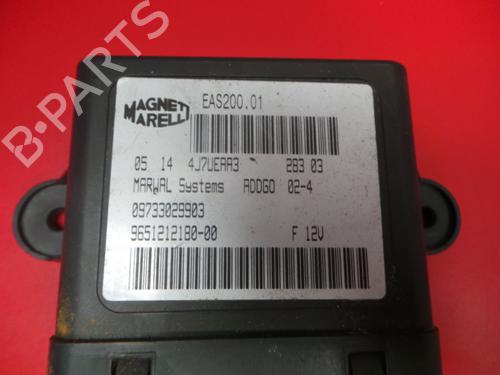 B-PARTS
MAGNETI MARELLI
EAS200.01
05 14 4J7UEAA3 283 03
MARWAL Systems ADDGO 02-4
09733029903
9651212180-00 F 12V